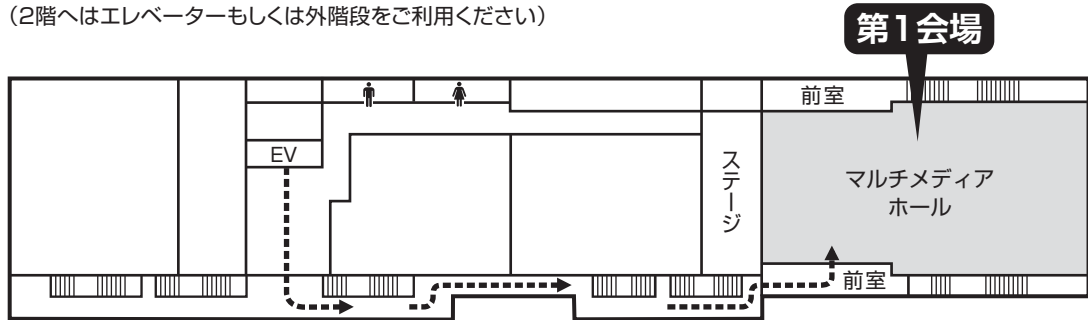 （2階へはエレベーターもしくは外階段をご利用ください）
第1会場
前室
EV
ステージ
マルチメディア
ホール
前室